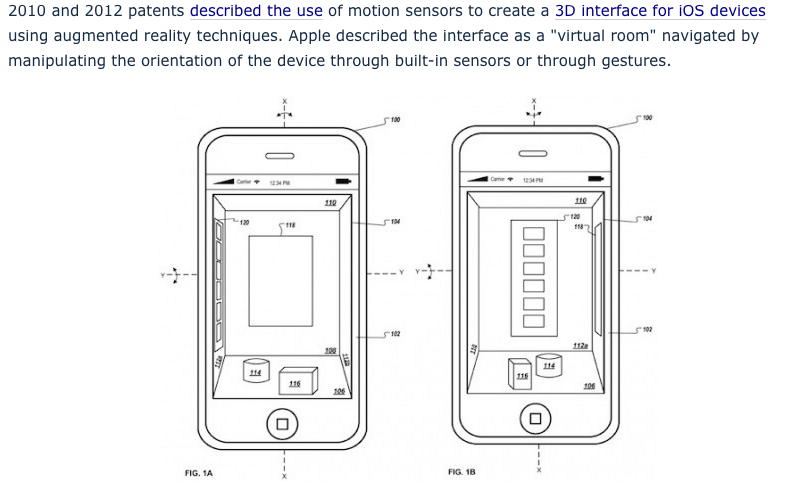 2010 and 2012 patents described the use of motion sensors to create a 3D interface for iOS devices
using augmented reality techniques. Apple described the interface as a "virtual room" navigated by
manipulating the orientation of the device through built-in sensors or through gestures.
X
100
Carrier 12:34 PM
110
120
118
104
Y
Y
102
108
112a
112b
114
116
106
X
FIG. 1A
X
100
Carrier 12:34 PM
110
120
118
104
Y
Y
102
110
112a
114
116
106
X
FIG. 1B